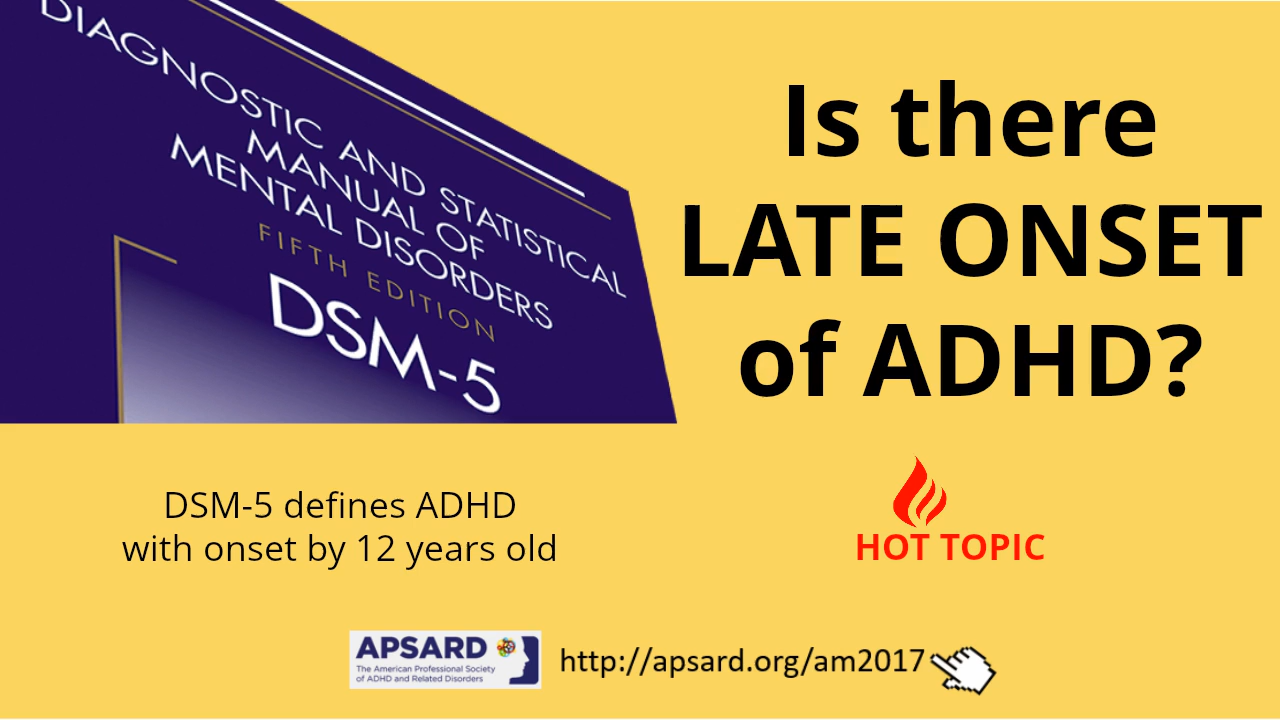 DIAGNOSTIC AND STATISTICAL
MANUAL OF
MENTAL DISORDERS
FIFTH EDITION
DSM-5
Is there
LATE ONSET
of ADHD?
DSM-5 defines ADHD
with onset by 12 years old
HOT TOPIC
APSARD
The American Professional Society
of ADHD and Related Disorders
http://apsard.org/am2017